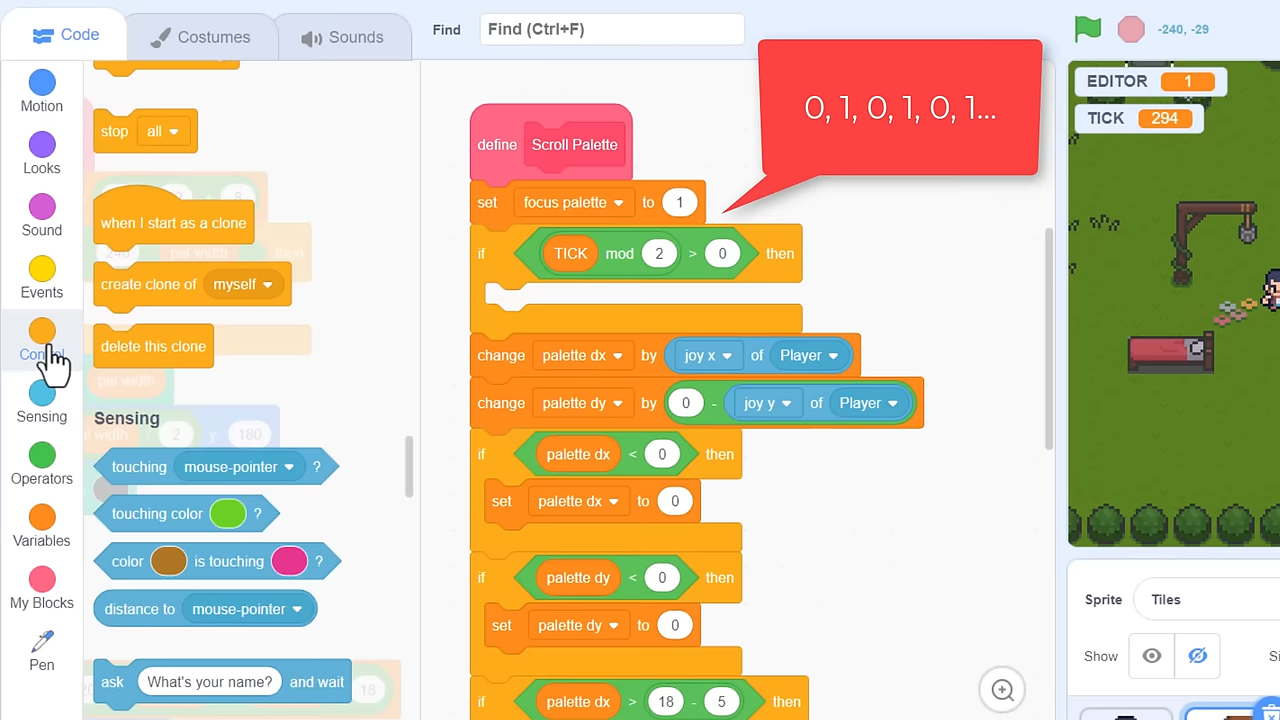 Code
Costumes
Sounds
Find
Find (Ctrl+F)
-240, -29
Motion
Looks
Sound
Events
Control
Sensing
Operators
Variables
My Blocks
Pen
stop all
when I start as a clone
create clone of myself
delete this clone
Sensing
touching mouse-pointer ?
touching color ?
color is touching ?
distance to mouse-pointer
ask What's your name? and wait
pal width
2 y 180
18
define Scroll Palette
set focus palette to 1
if TICK mod 2 > 0 then
change palette dx by joy x of Player
change palette dy by 0 - joy y of Player
if palette dx < 0 then
set palette dx to 0
if palette dy < 0 then
set palette dy to 0
if palette dx > 18 - 5 then
0, 1, 0, 1, 0, 1...
EDITOR 1
TICK 294
Sprite Tiles
Show